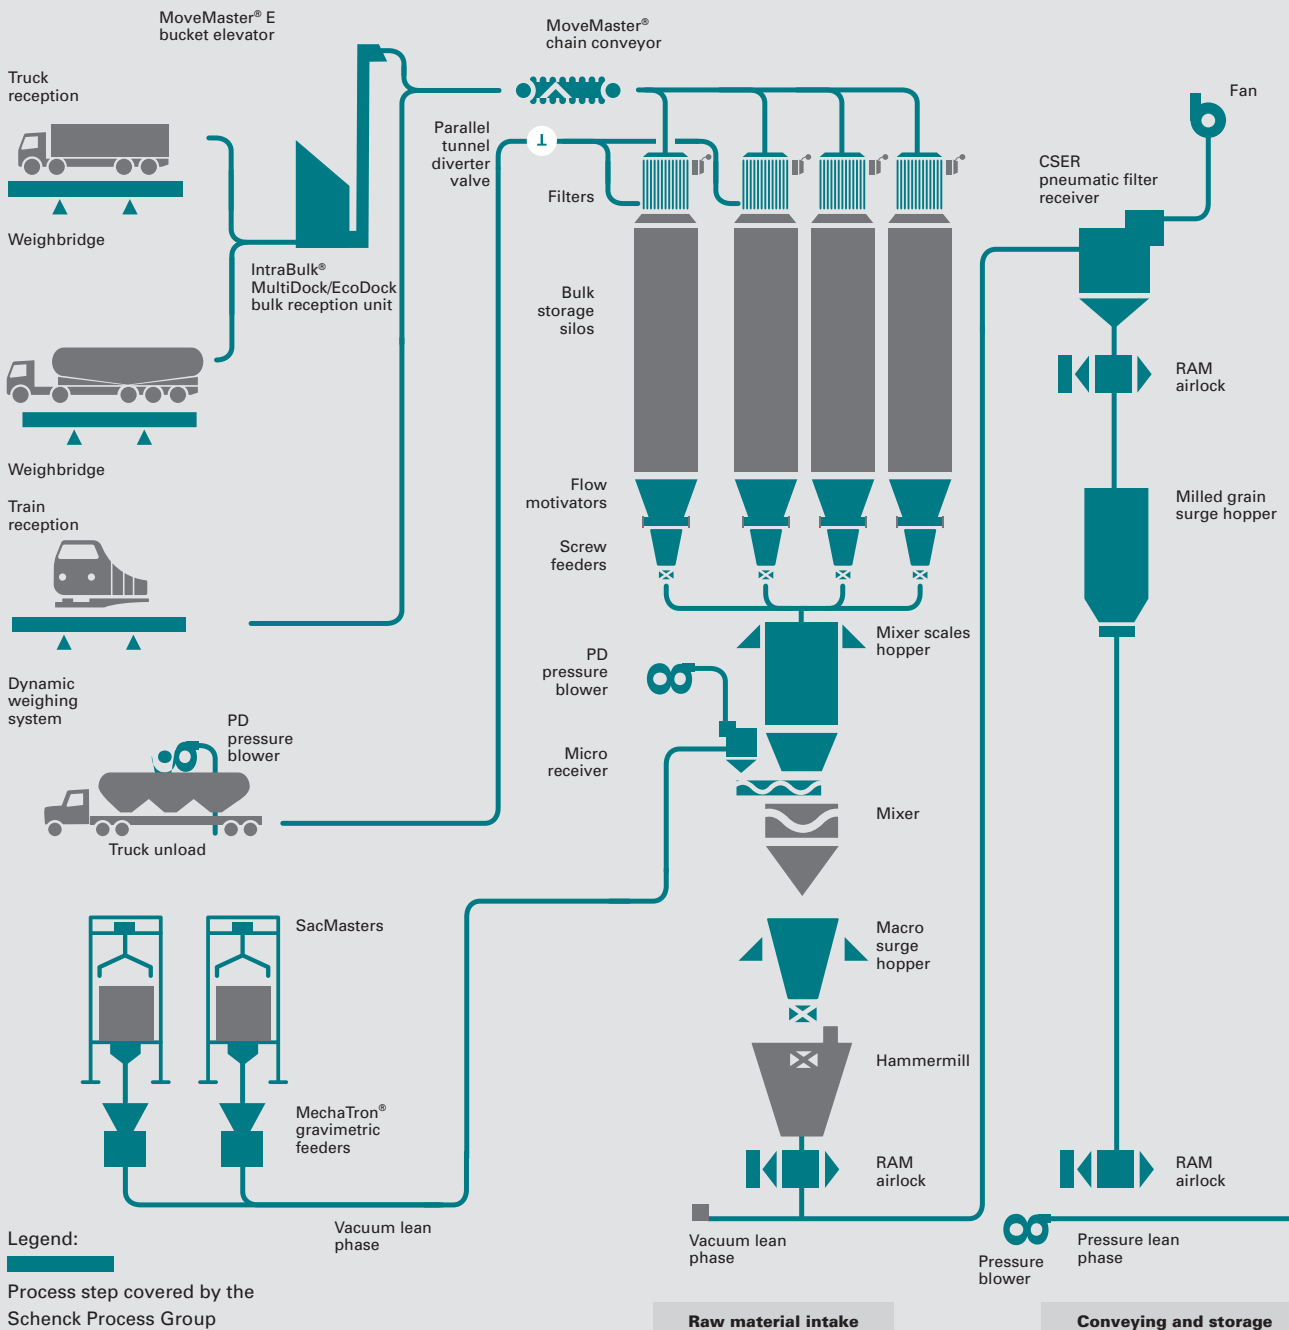 MoveMaster® E
bucket elevator
MoveMaster®
chain conveyor
Truck
reception
Fan
Parallel
tunnel
diverter
valve
CSER
pneumatic filter
receiver
Filters
Weighbridge
IntraBulk®
MultiDock/EcoDock
bulk reception unit
Bulk
storage
silos
RAM
airlock
Weighbridge
Flow
motivators
Milled grain
surge hopper
Train
reception
Screw
feeders
Mixer scales
hopper
PD
pressure
blower
Dynamic
weighing
system
PD
pressure
blower
Micro
receiver
Mixer
Truck unload
SacMasters
Macro
surge
hopper
Hammermill
MechaTron®
gravimetric
feeders
RAM
airlock
RAM
airlock
Vacuum lean
phase
Vacuum lean
phase
Pressure lean
phase
Pressure
blower
Legend:
Process step covered by the
Schenck Process Group
Raw material intake
Conveying and storage